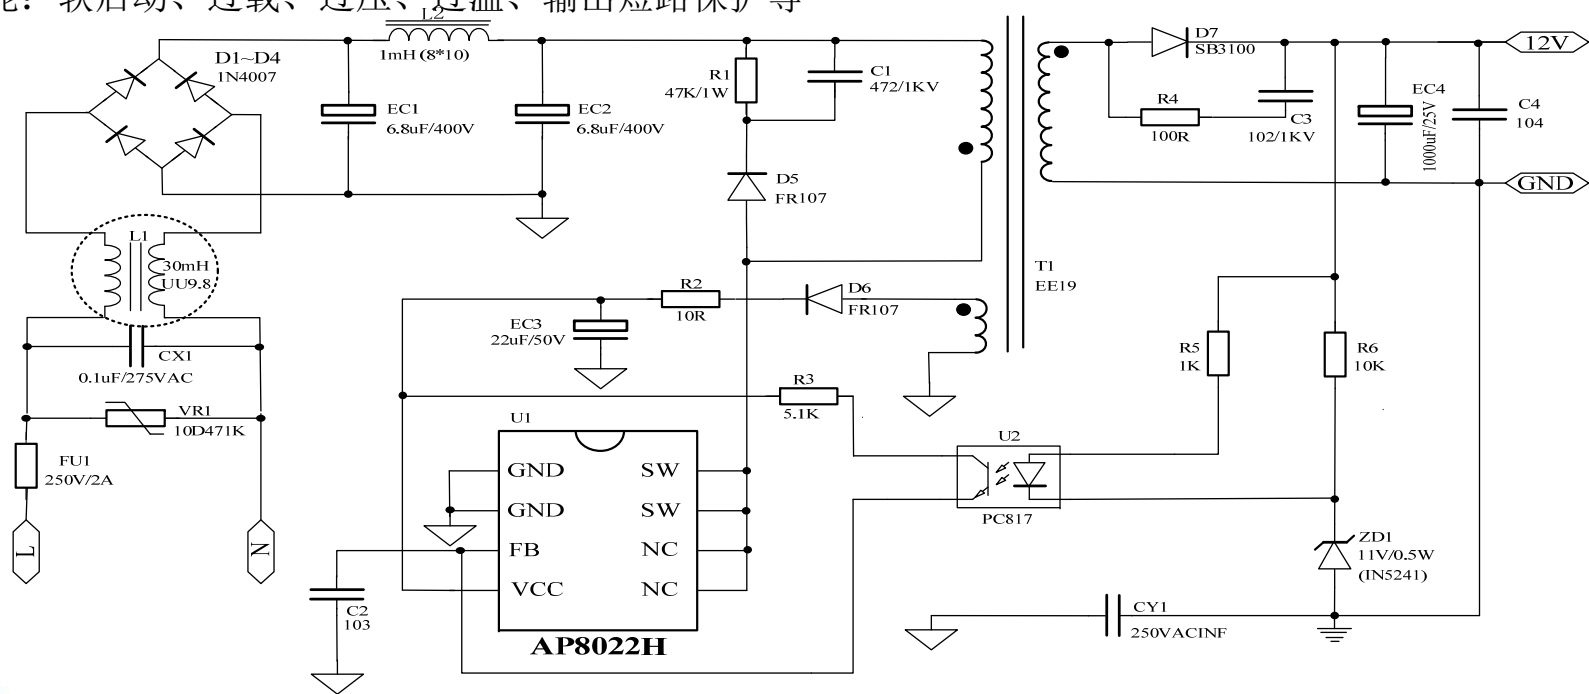 能：软启动、过载、过压、过温、输出短路保护等
L2
1mH (8*10)
D1~D4
1N4007
EC1
6.8uF/400V
EC2
6.8uF/400V
R1
47K/1W
C1
472/1KV
D5
FR107
D7
SB3100
R4
100R
C3
102/1KV
EC4
1000uF/25V
C4
104
12V
GND
T1
EE19
L1
30mH
UU9.8
CX1
0.1uF/275VAC
VR1
10D471K
FU1
250V/2A
L
N
R2
10R
D6
FR107
EC3
22uF/50V
R3
5.1K
R5
1K
R6
10K
U1
GND
GND
FB
VCC
SW
SW
NC
NC
AP8022H
C2
103
U2
PC817
ZD1
11V/0.5W
(IN5241)
CY1
250VACINF